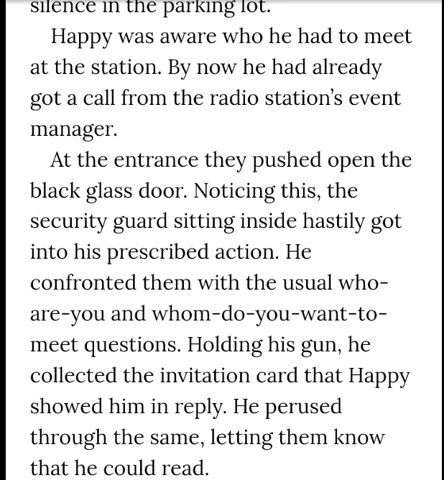 silence in the parking lot.
Happy was aware who he had to meet
at the station. By now he had already
got a call from the radio station’s event
manager.
At the entrance they pushed open the
black glass door. Noticing this, the
security guard sitting inside hastily got
into his prescribed action. He
confronted them with the usual who-
are-you and whom-do-you-want-to-
meet questions. Holding his gun, he
collected the invitation card that Happy
showed him in reply. He perused
through the same, letting them know
that he could read.